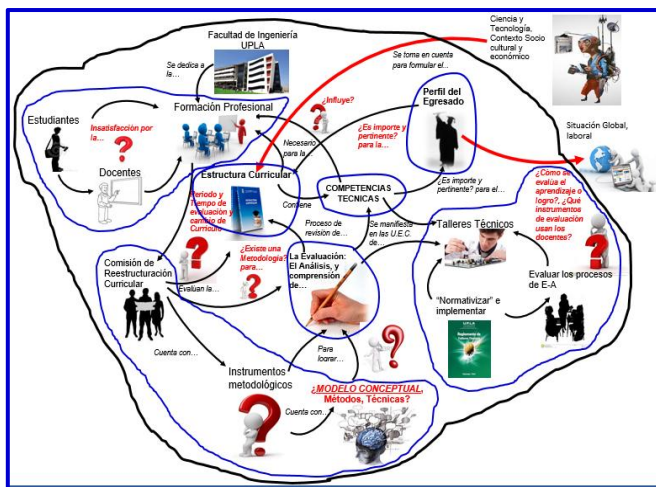 Facultad de Ingeniería
UPLA
Se dedica a
la…
Ciencia y
Tecnología,
Contexto Socio
cultural y
económico
Se toma en cuenta
para formular el…
Situación Global,
laboral
Perfil del
Egresado
¿Influye?
Formación Profesional
Estudiantes
Insatisfacción por
la…
Docentes
Necesario
para la…
¿Es importe y
pertinente? para
la…
¿Es importe y
pertinente? para el…
Estructura Curricular
Contiene
COMPETENCIAS
TECNICAS
Periodo y
Tiempo de
evaluación y
cambio de
Currículo
Proceso de
revisión de…
Se manifiesta
en las U.E.C.
de…
¿Cómo se
evalúa el
aprendizaje o
logro?, ¿Qué
instrumentos
de evaluación
usan los
docentes?
Talleres Técnicos
Comisión de
Reestructuración
Curricular
¿Existe una
Metodología?
para…
Evalúan la…
La Evaluación:
El Análisis, y
comprensión
de…
Evaluar los procesos
de E-A
"Normativizar" e
implementar
UPLA
Cuenta con…
Para
lograr…
Instrumentos
metodológicos
Cuenta con…
¿MODELO CONCEPTUAL,
Métodos, Técnicas?